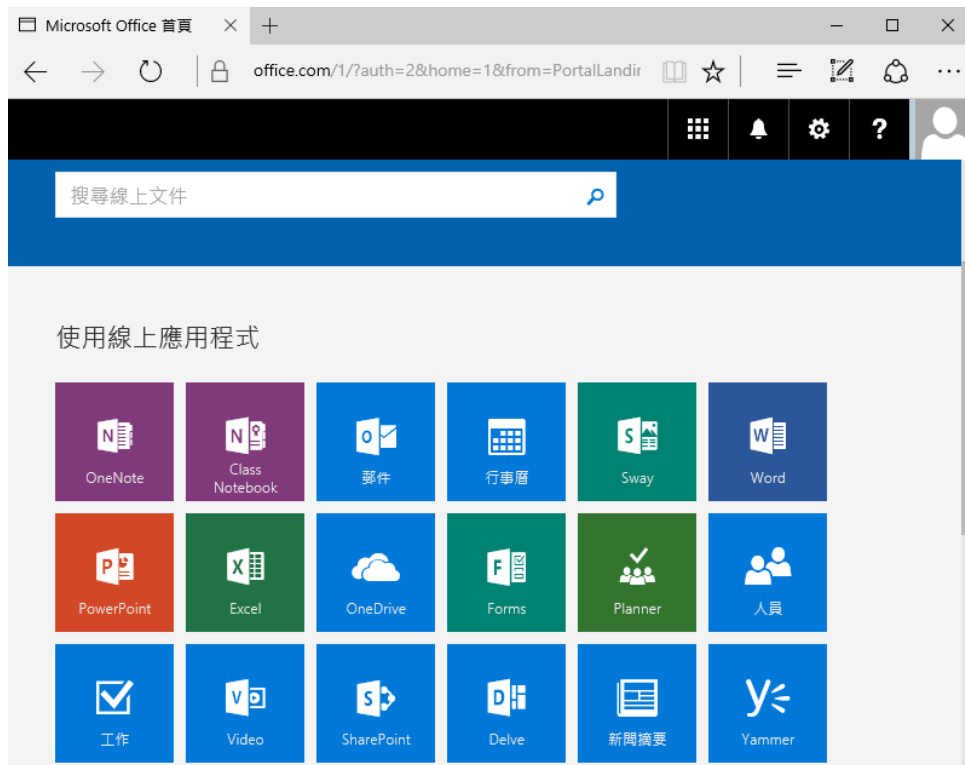 Microsoft Office 首頁
office.com/1/?auth=2&home=1&from=PortalLandir
?
搜尋線上文件
使用線上應用程式
N
N
o
S
W
OneNote
Class
Notebook
郵件
行事曆
Sway
Word
P
X
F
PowerPoint
Excel
OneDrive
Forms
Planner
人員
V
S
D
y
工作
Video
SharePoint
Delve
新聞摘要
Yammer